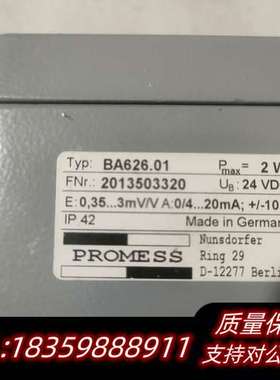 Typ: BA626.01 Pmax= 2 W
FNr.: 2013503320 UB: 24 VD
E: 0,35...3mV/V A:0/4...20mA; +/-10
IP 42 Made in German
Nunsdorfer
PROMESS Ring 29
D-12277 Berli
质量保
:18359888911 支持对公